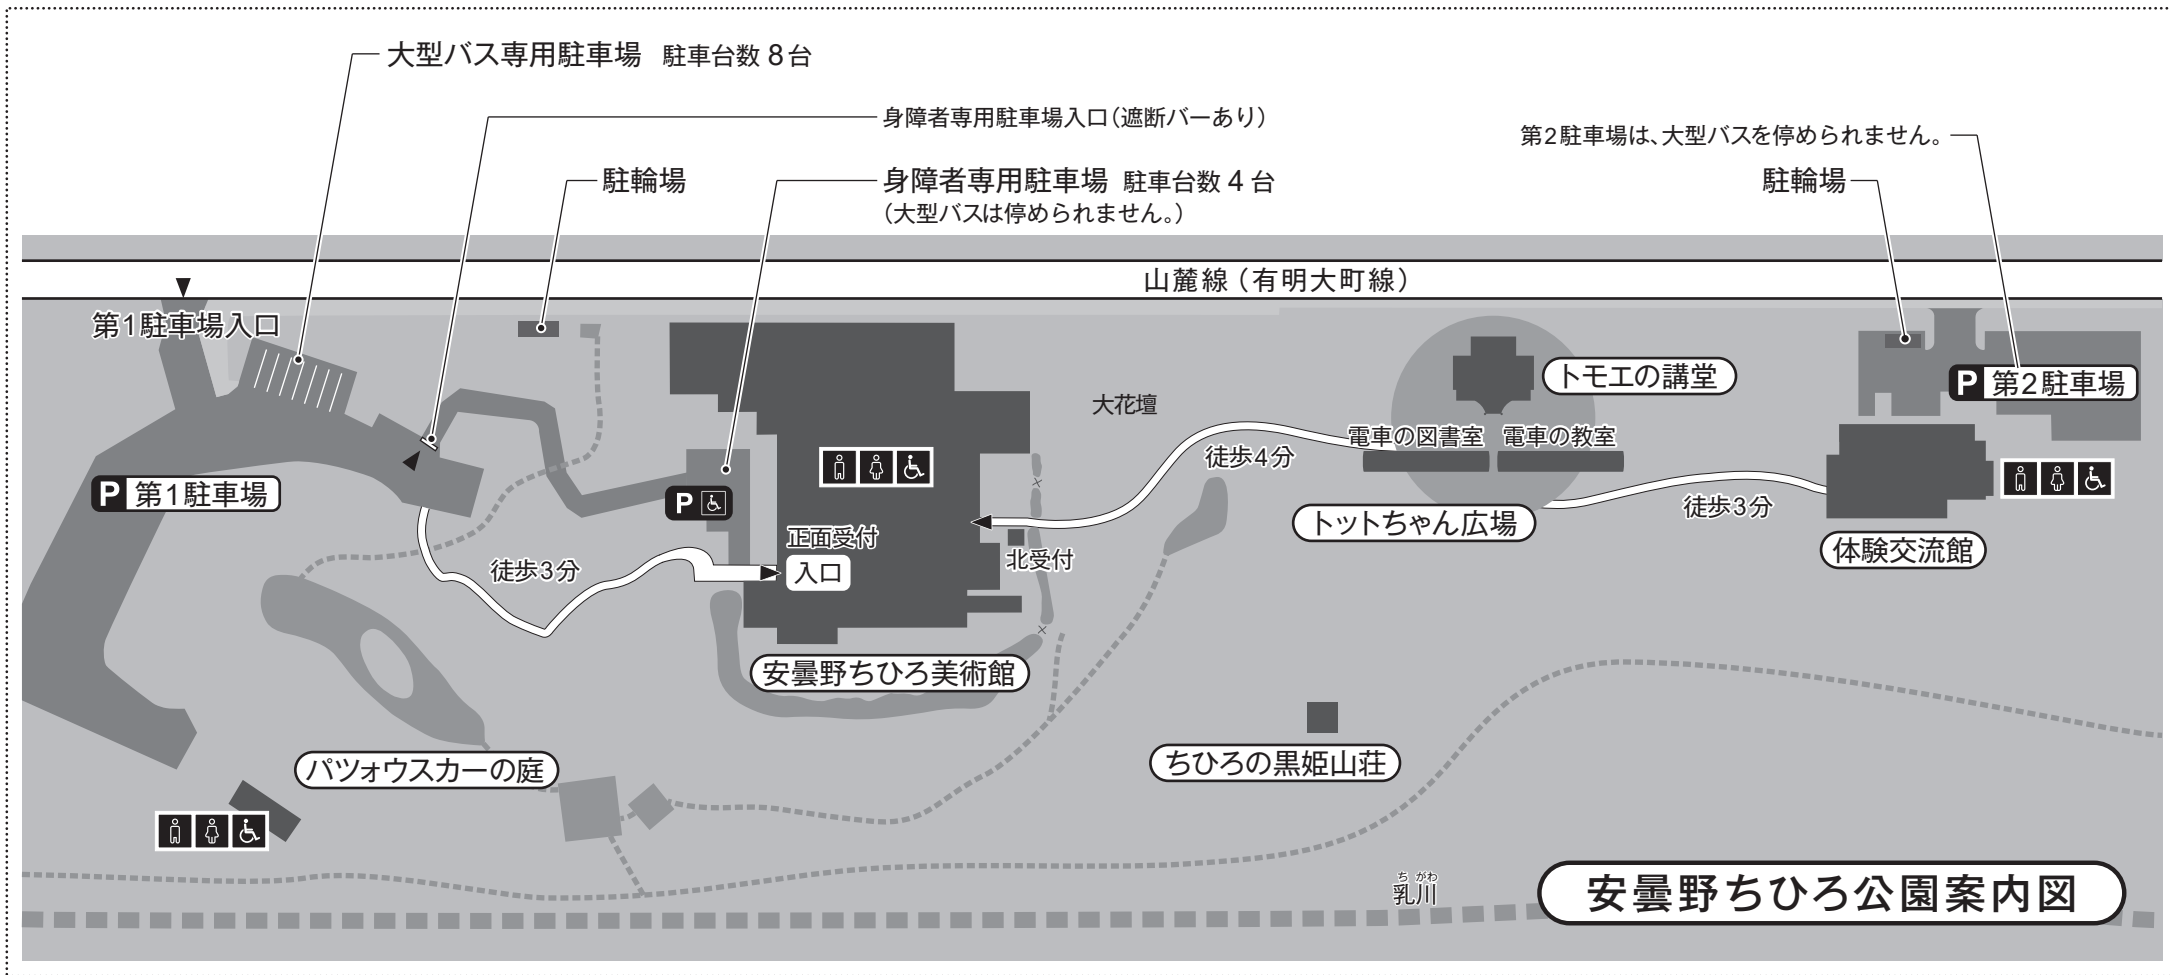 大型バス専用駐車場 駐車台数 8台
身障者専用駐車場入口（遮断バーあり）
第2駐車場は、大型バスを停められません。
駐輪場
身障者専用駐車場 駐車台数 4 台
（大型バスは停められません。）
駐輪場
山麓線（有明大町線）
第1駐車場入口
トモエの講堂
P 第2駐車場
大花壇
電車の図書室
電車の教室
徒歩4分
P 第1駐車場
P
徒歩3分
トットちゃん広場
正面受付
入口
北受付
体験交流館
徒歩3分
安曇野ちひろ美術館
パツォウスカーの庭
ちひろの黒姫山荘
ち がわ
乳川
安曇野ちひろ公園案内図